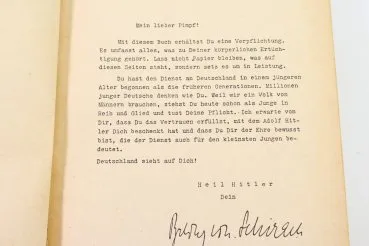 Mein lieber Pimpf!
Mit diesem Buch erhältst Du eine Verpflichtung.
Es umfasst alles, was zu Deiner körperlichen Ertüch-
tigung gehört. Lass nicht Papier bleiben, was auf
diesen Seiten steht, sondern setz es um in Leistung.
Du hast den Dienst an Deutschland in einem jüngeren
Alter begonnen als die früheren Generationen. Millionen
junger Deutsche denken wie Du. Weil wir ein Volk von
Männern brauchen, stehst Du heute schon als Junge in
Reih und Glied und tust Deine Pflicht. Ich erwarte von
Dir, dass Du das Vertrauen erfüllst, mit dem Adolf Hit-
ler Dich beschenkt hat und dass Du Dir der Ehre bewusst
bist, die der Dienst auch für den kleinsten Jungen be-
deutet.
Deutschland sieht auf Dich!
Heil Hitler
Dein
Baldur von Schirach